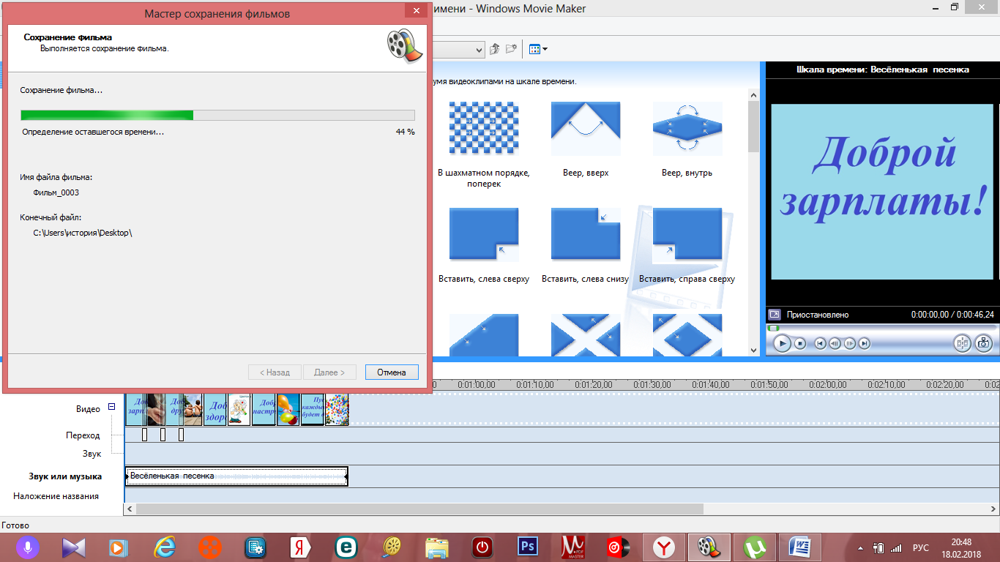 Мастер сохранения фильмов
имени - Windows Movie Maker
Сохранение фильма
Выполняется сохранение фильма.
Сохранение фильма...
Определение оставшегося времени...
44 %
Имя файла фильма:
Фильм_0003
Конечный файл:
C:\Users\история\Desktop\
< Назад
Далее >
Отмена
умя видеоклипами на шкале времени.
В шахматном порядке,
поперек
Веер, вверх
Веер, внутрь
Вставить, слева сверху
Вставить, слева снизу
Вставить, справа сверху
Шкала времени: Весёленькая песенка
Доброй
зарплаты!
Приостановлено
0:00:00,00 / 0:00:46,24
0:01:00,00
0:01:10,00
0:01:20,00
0:01:30,00
0:01:40,00
0:01:50,00
0:02:00,00
0:02:10,00
0:02:20,00
Видео
Переход
Звук
Звук или музыка
Весёленькая песенка
Наложение названия
Готово
Я
e
Ps
PDF
MASTER
Y
W
РУС
20:48
18.02.2018